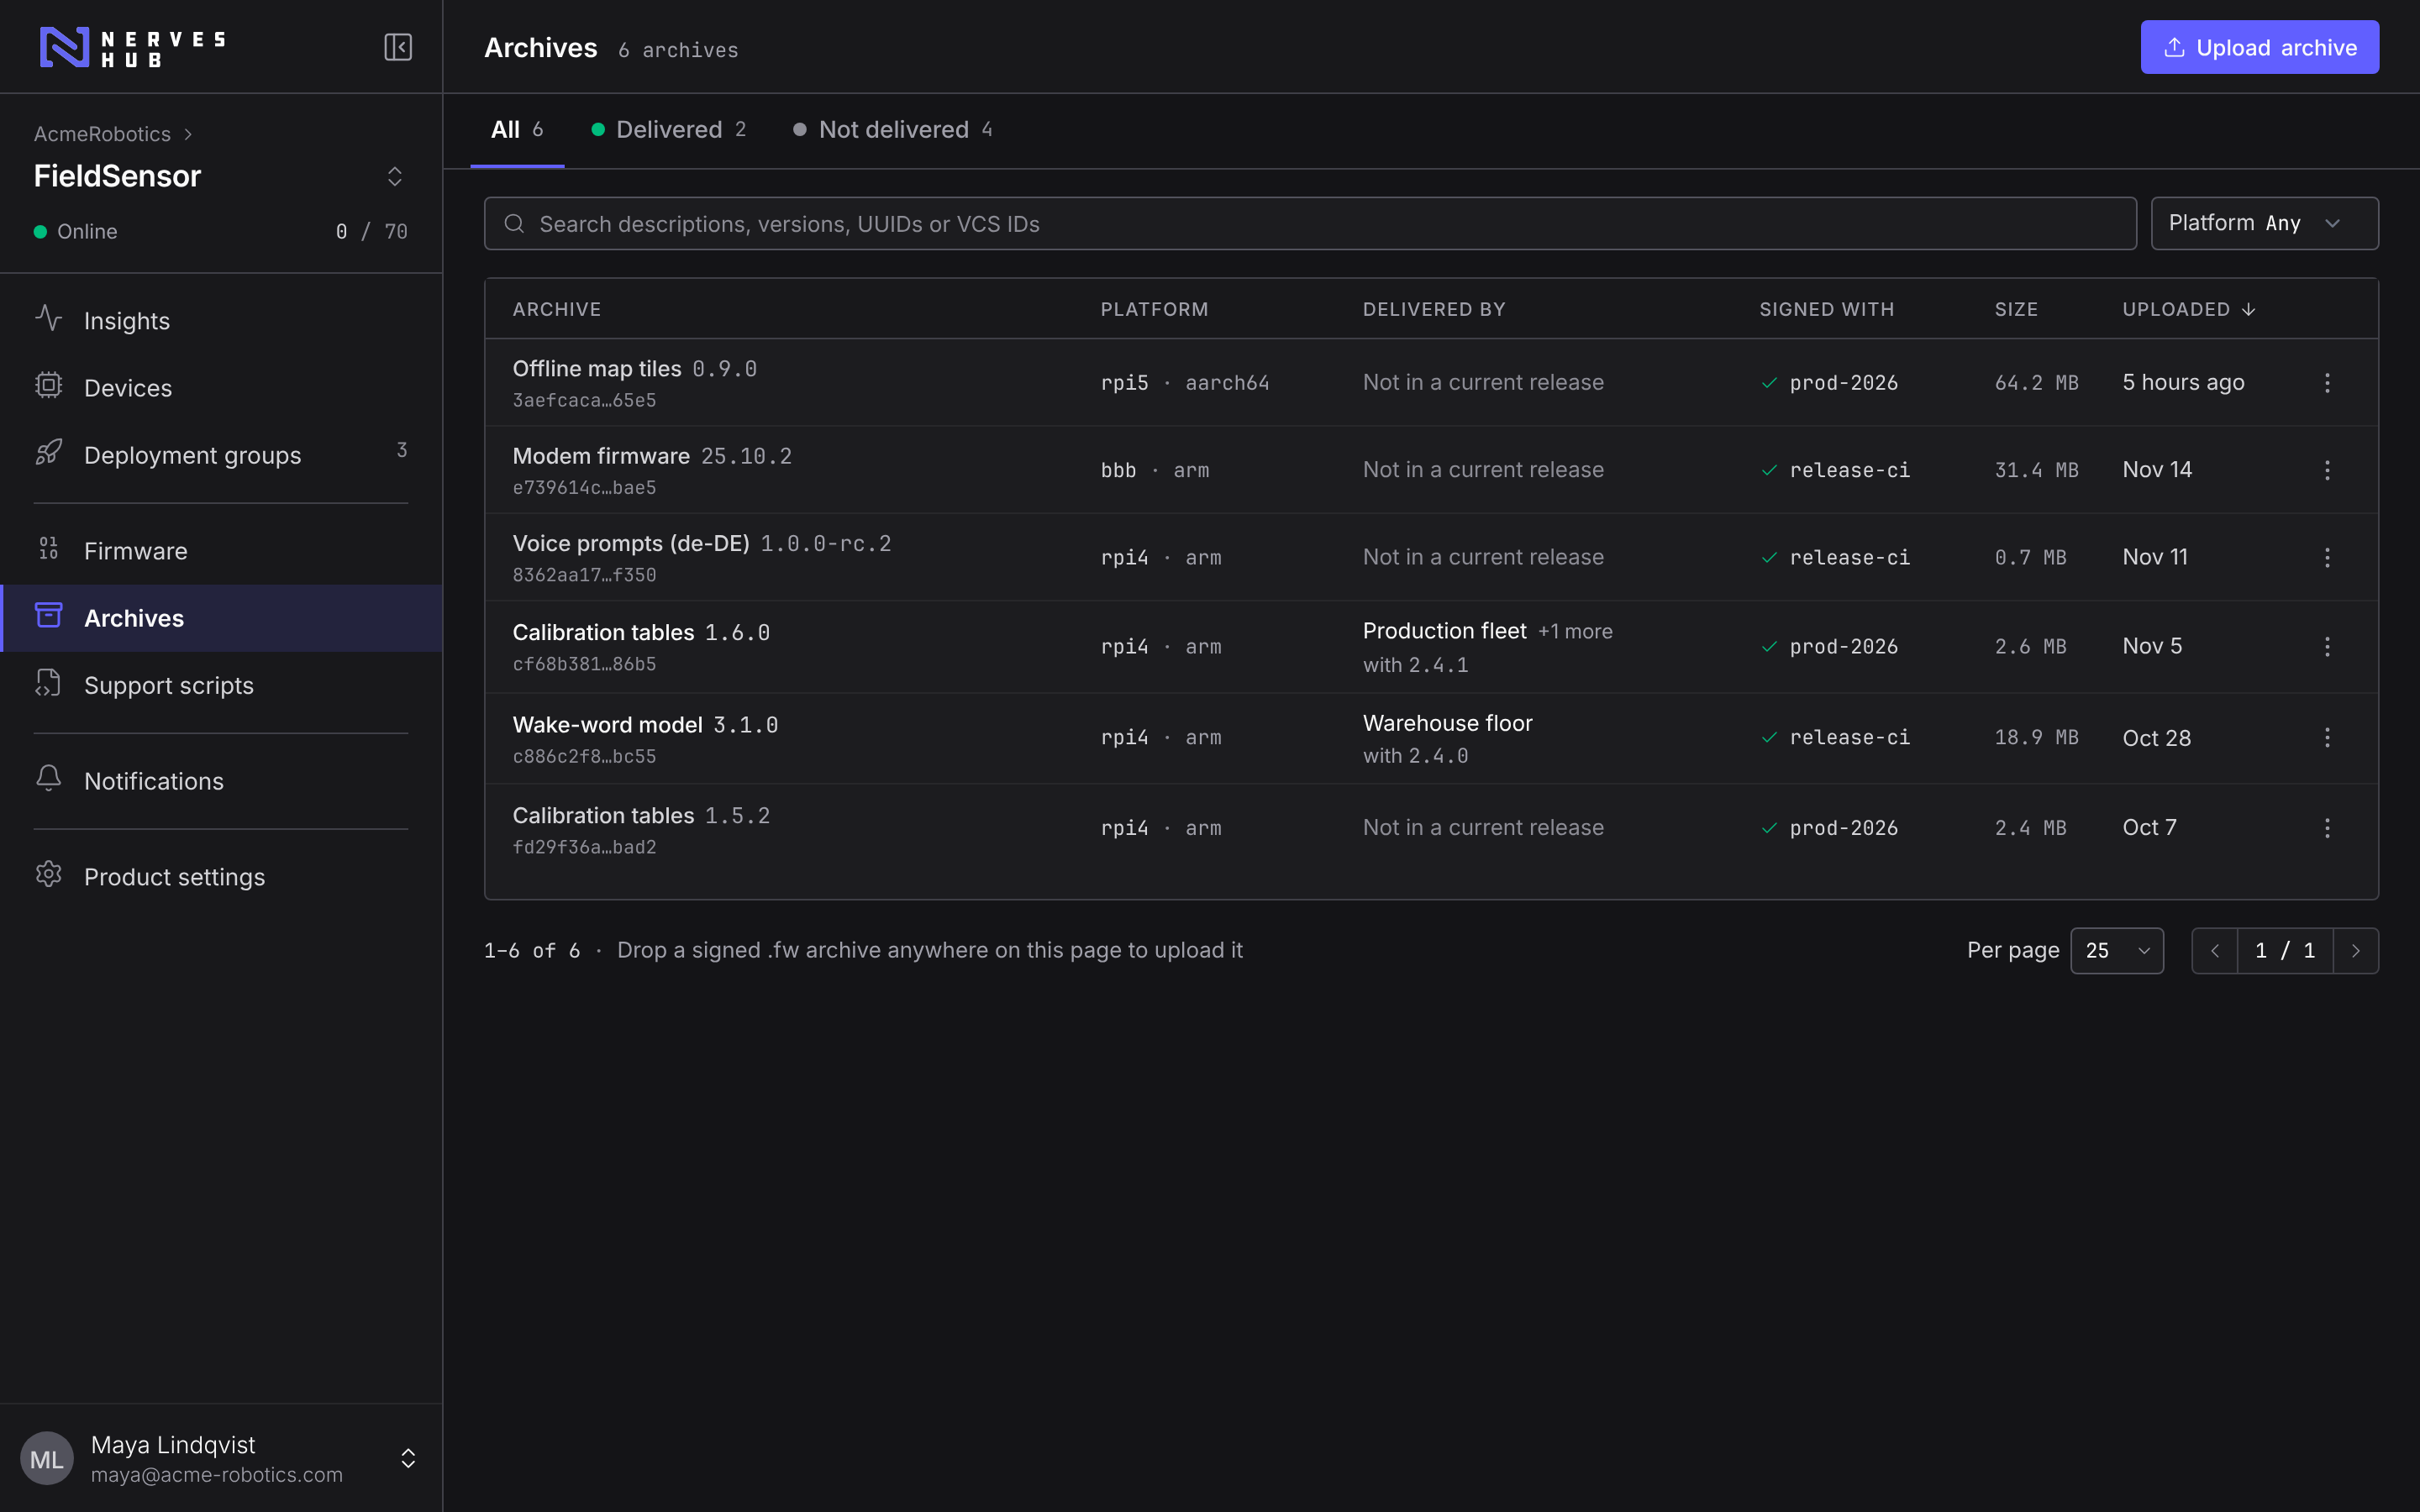 NERVES
HUB
Archives 6 archives
Upload archive
AcmeRobotics
FieldSensor
Online 0 / 70
All 6 Delivered 2 Not delivered 4
Search descriptions, versions, UUIDs or VCS IDs
Platform Any
Insights
Devices
Deployment groups 3
Firmware
Archives
Support scripts
Notifications
Product settings
ARCHIVE PLATFORM DELIVERED BY SIGNED WITH SIZE UPLOADED
Offline map tiles 0.9.0
3aefcaca…65e5
rpi5 · aarch64 Not in a current release prod-2026 64.2 MB 5 hours ago
Modem firmware 25.10.2
e739614c…bae5
bbb · arm Not in a current release release-ci 31.4 MB Nov 14
Voice prompts (de-DE) 1.0.0-rc.2
8362aa17…f350
rpi4 · arm Not in a current release release-ci 0.7 MB Nov 11
Calibration tables 1.6.0
cf68b381…86b5
rpi4 · arm
Production fleet +1 more
with 2.4.1
prod-2026 2.6 MB Nov 5
Wake-word model 3.1.0
c886c2f8…bc55
rpi4 · arm
Warehouse floor
with 2.4.0
release-ci 18.9 MB Oct 28
Calibration tables 1.5.2
fd29f36a…bad2
rpi4 · arm Not in a current release prod-2026 2.4 MB Oct 7
1–6 of 6 · Drop a signed .fw archive anywhere on this page to upload it
Per page 25 1 / 1
ML
Maya Lindqvist
maya@acme-robotics.com